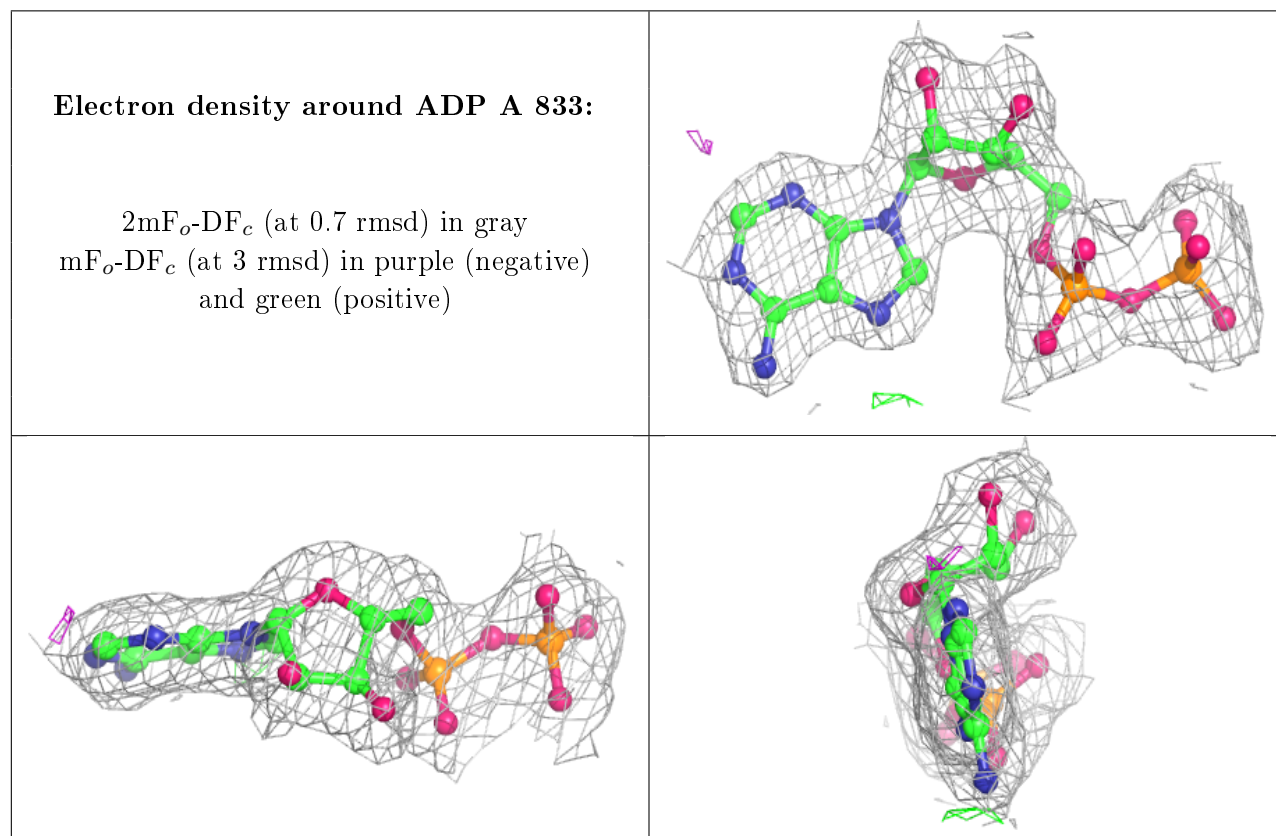 Electron density around ADP A 833:
2mFo-DFc (at 0.7 rmsd) in gray
mFo-DFc (at 3 rmsd) in purple (negative)
and green (positive)